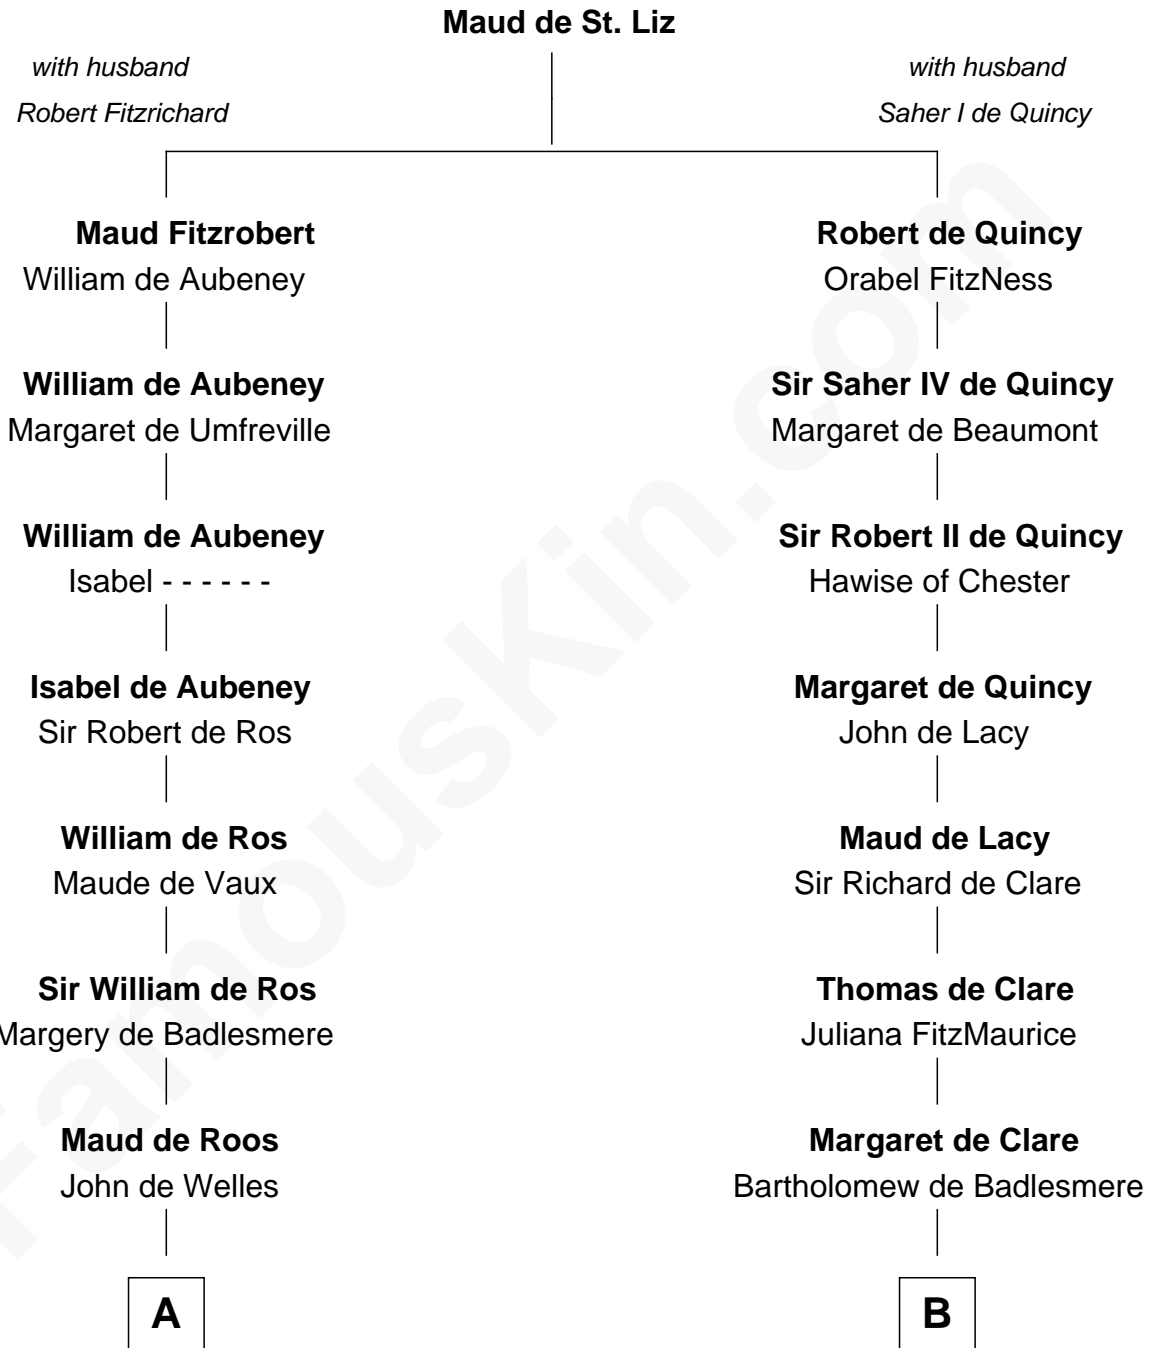 Maud de St. Liz
with husband
Robert Fitzrichard
with husband
Saher I de Quincy
Maud Fitzrobert
William de Aubeney
Robert de Quincy
Orabel FitzNess
William de Aubeney
Margaret de Umfreville
Sir Saher IV de Quincy
Margaret de Beaumont
William de Aubeney
Isabel - - - - - -
Sir Robert II de Quincy
Hawise of Chester
Isabel de Aubeney
Sir Robert de Ros
Margaret de Quincy
John de Lacy
William de Ros
Maude de Vaux
Maud de Lacy
Sir Richard de Clare
Sir William de Ros
Margery de Badlesmere
Thomas de Clare
Juliana FitzMaurice
Maud de Roos
John de Welles
Margaret de Clare
Bartholomew de Badlesmere
A
B
FamousKin.com